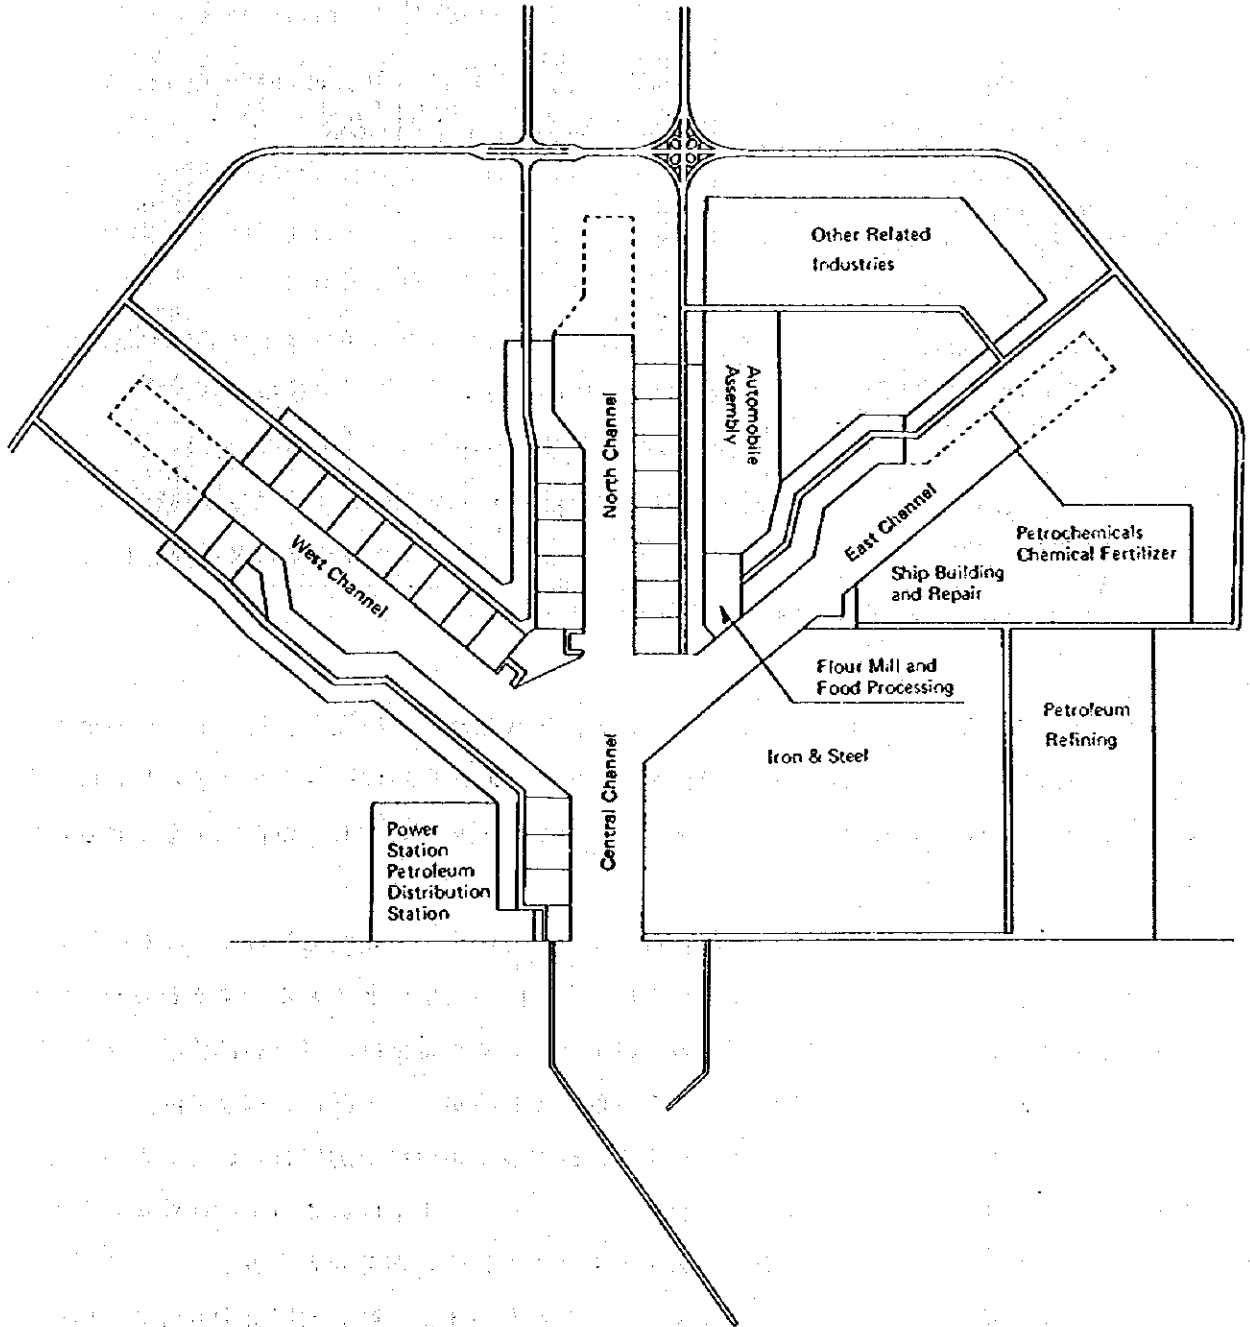 Other Related
Industries
Automobile
Assembly
North Channel
East Channel
West Channel
Petrochemicals
Chemical Fertilizer
Ship Building
and Repair
Flour Mill and
Food Processing
Petroleum
Refining
Iron & Steel
Central Channel
Power
Station
Petroleum
Distribution
Station